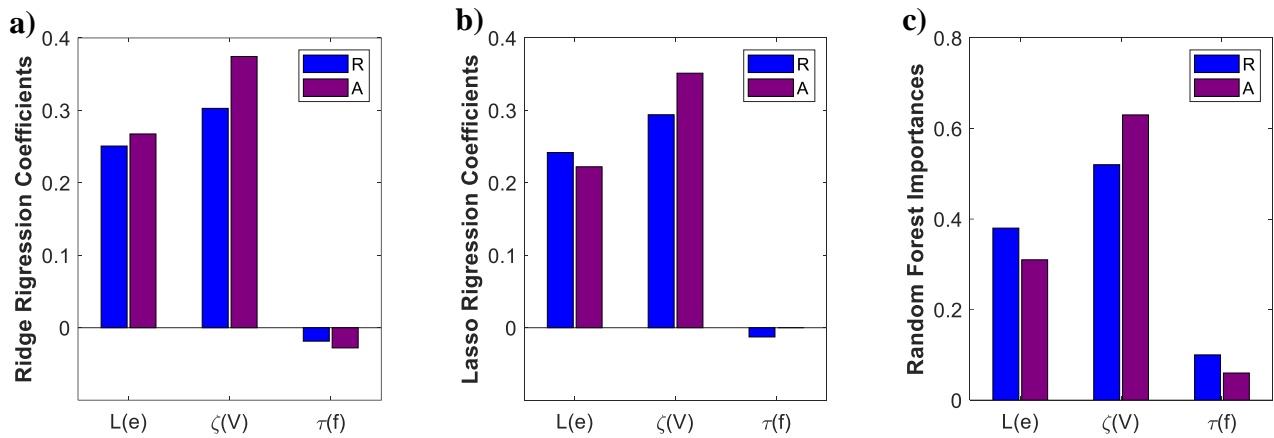 a)
Ridge Rigression Coefficients
0.4
0.3
0.2
0.1
0
R
A
L(e) ζ(V) τ(f)
b)
Lasso Rigression Coefficients
0.4
0.3
0.2
0.1
0
R
A
L(e) ζ(V) τ(f)
c)
Random Forest Importances
0.8
0.6
0.4
0.2
0
R
A
L(e) ζ(V) τ(f)